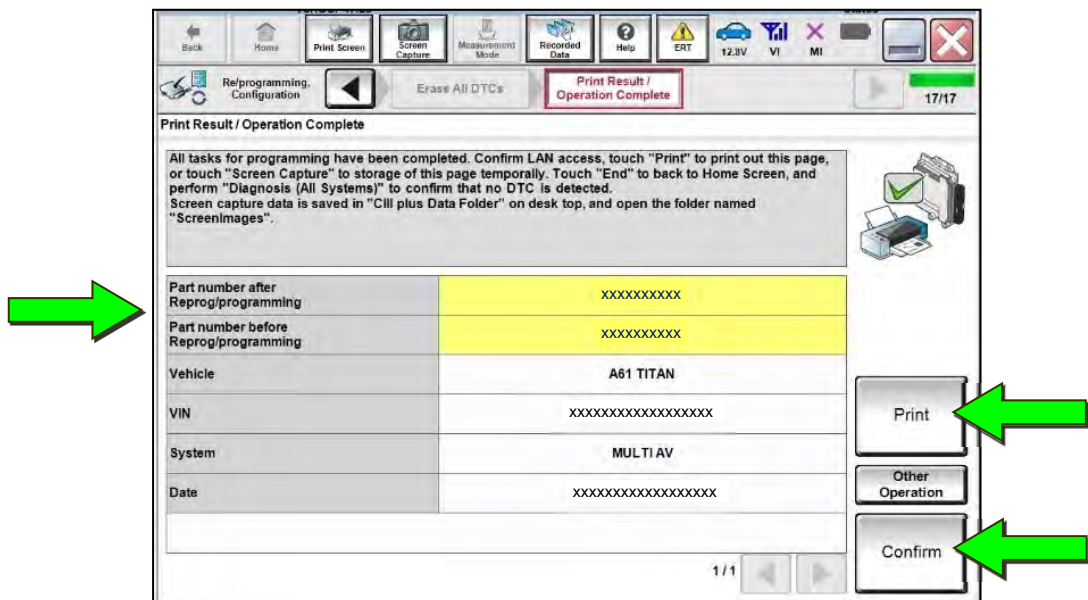 Back
Home
Print Screen
Screen
Capture
Measurement
Mode
Recorded
Data
Help
ERT
12.8V
VI
MI
Re/programming,
Configuration
Erase All DTCs
Print Result /
Operation Complete
17/17
Print Result / Operation Complete
All tasks for programming have been completed. Confirm LAN access, touch "Print" to print out this page,
or touch "Screen Capture" to storage of this page temporally. Touch "End" to back to Home Screen, and
perform "Diagnosis (All Systems)" to confirm that no DTC is detected.
Screen capture data is saved in "CIII plus Data Folder" on desk top, and open the folder named
"ScreenImages".
Part number after
Reprog/programming
XXXXXXXXXX
Part number before
Reprog/programming
XXXXXXXXXX
Vehicle
A61 TITAN
VIN
XXXXXXXXXXXXXXXXXX
System
MULTI AV
Date
XXXXXXXXXXXXXXXXXX
Print
Other
Operation
Confirm
1/1